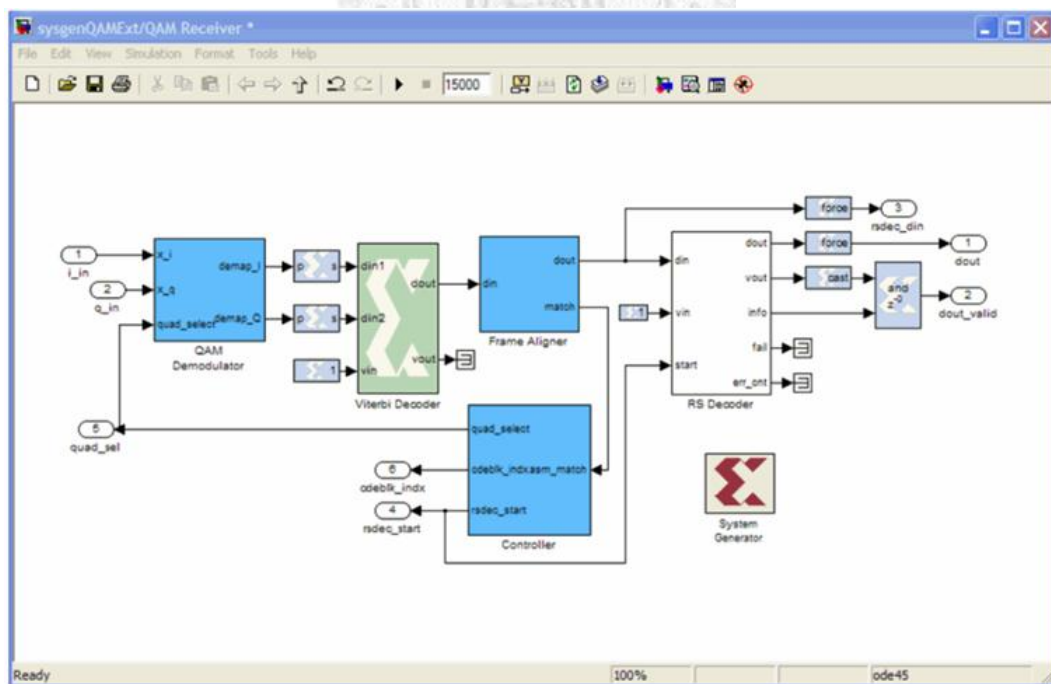 sysgenQAMExt/QAM Receiver *
File Edit View Simulation Format Tools Help
15000
1
i_in
2
q_in
x_i
x_q
quad_select
demap_I
demap_Q
QAM
Demodulator
p s
p s
1
din1
din2
vin
dout
vout
Viterbi Decoder
din
dout
match
Frame Aligner
1
din
vin
start
dout
vout
info
fail
err_cnt
RS Decoder
force
force
cast
and
z-0
3
rsdec_din
1
dout
2
dout_valid
5
quad_sel
6
cdeblk_indx
4
rsdec_start
quad_select
cdeblk_indx
asm_match
rsdec_start
Controller
System
Generator
Ready 100% ode45